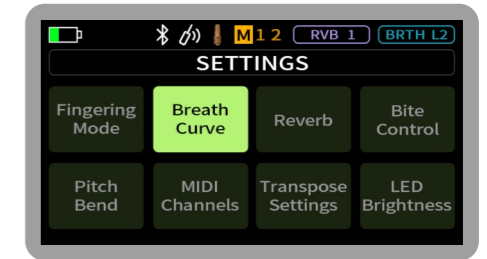 M 1 2 RVB 1 BRTH L2
SETTINGS
Fingering Mode
Breath Curve
Reverb
Bite Control
Pitch Bend
MIDI Channels
Transpose Settings
LED Brightness